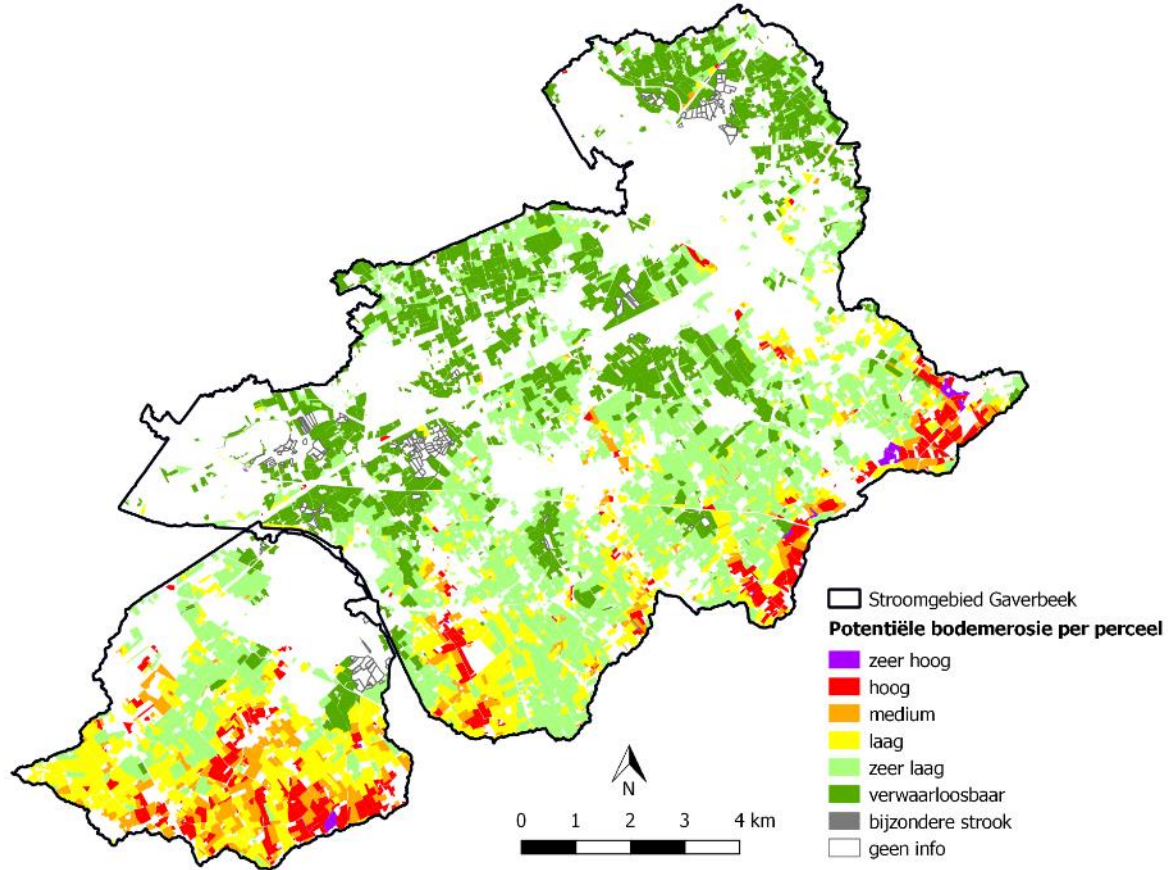 Stroomgebied Gaverbeek
Potentiële bodemerosie per perceel
zeer hoog
hoog
medium
laag
zeer laag
verwaarloosbaar
bijzondere strook
geen info
N
0 1 2 3 4 km